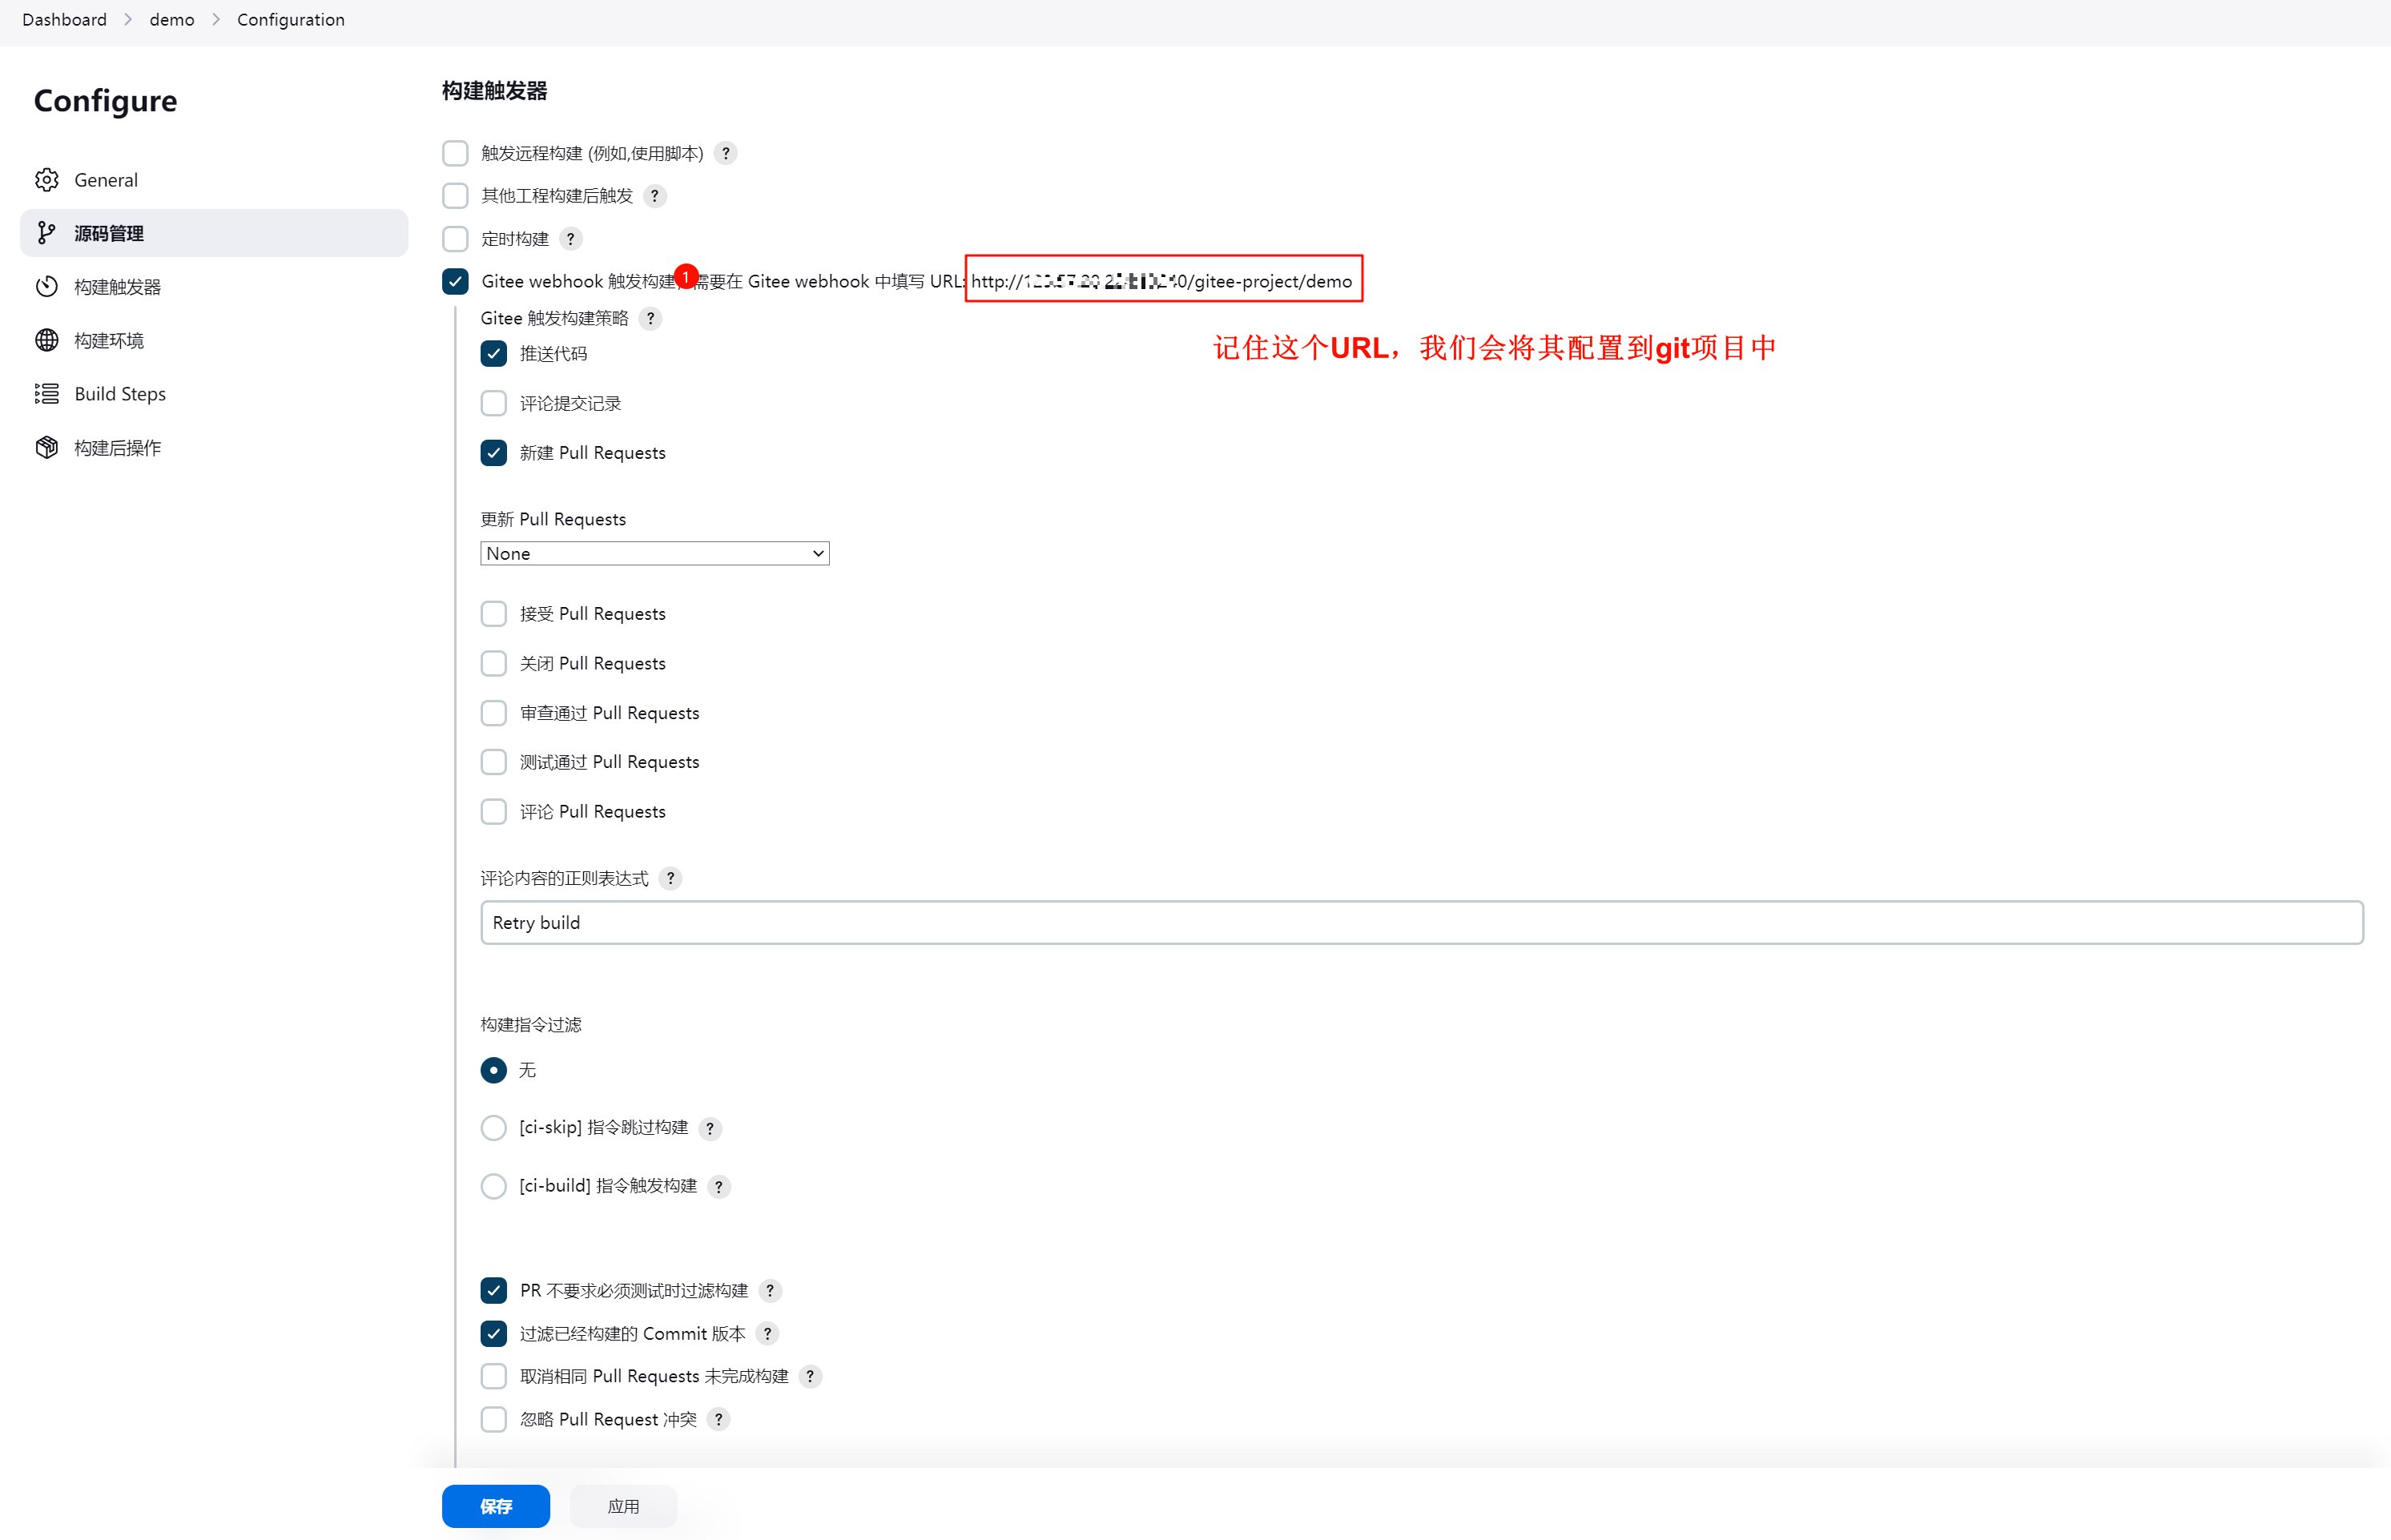 Dashboard > demo > Configuration
Configure
General
源码管理
构建触发器
构建环境
Build Steps
构建后操作
构建触发器
触发远程构建 (例如,使用脚本) ?
其他工程构建后触发 ?
定时构建 ?
Gitee webhook 触发构建,需要在 Gitee webhook 中填写 URL: http:// /gitee-project/demo
1
记住这个URL，我们会将其配置到git项目中
Gitee 触发构建策略 ?
推送代码
评论提交记录
新建 Pull Requests
更新 Pull Requests
None
接受 Pull Requests
关闭 Pull Requests
审查通过 Pull Requests
测试通过 Pull Requests
评论 Pull Requests
评论内容的正则表达式 ?
Retry build
构建指令过滤
无
[ci-skip] 指令跳过构建 ?
[ci-build] 指令触发构建 ?
PR 不要求必须测试时过滤构建 ?
过滤已经构建的 Commit 版本 ?
取消相同 Pull Requests 未完成构建 ?
忽略 Pull Request 冲突 ?
保存
应用